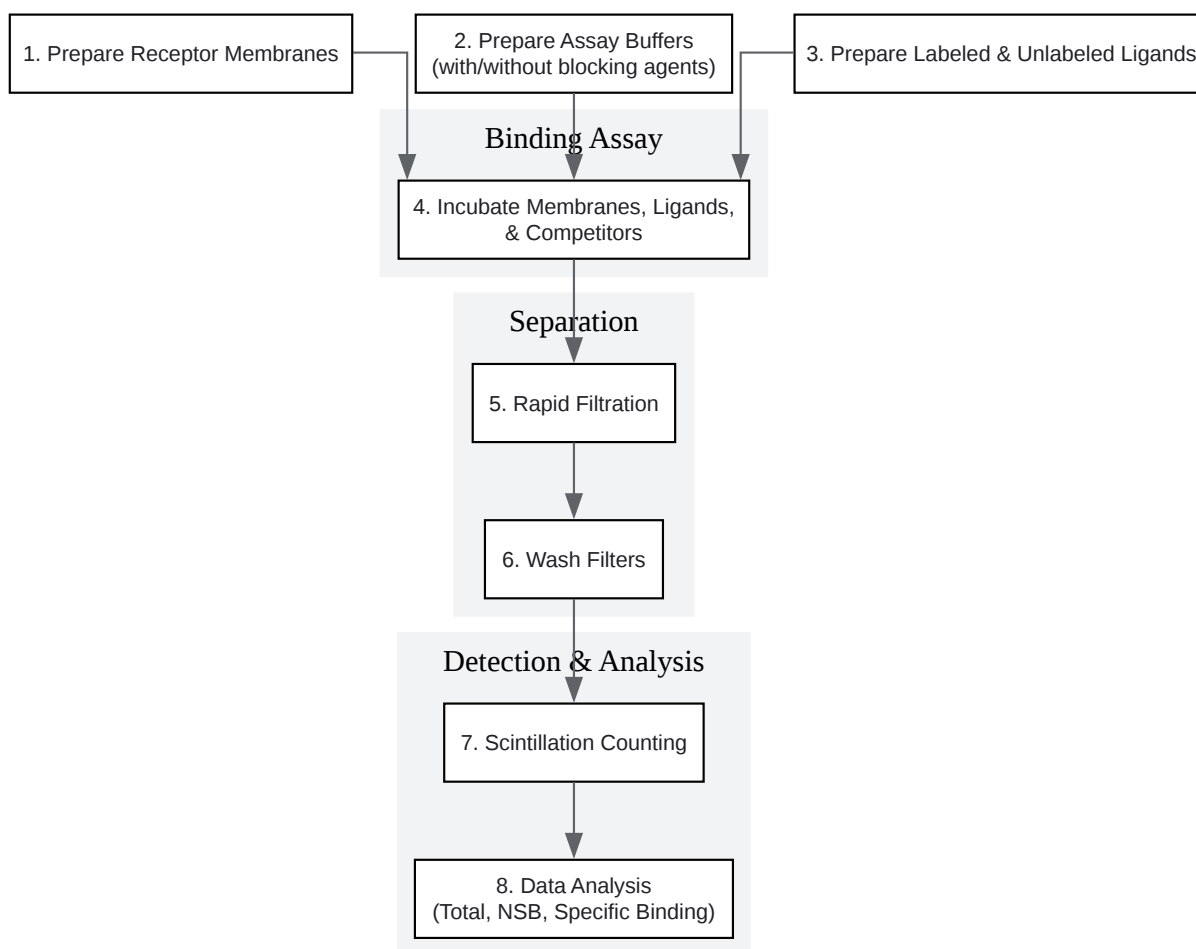 1. Prepare Receptor Membranes
2. Prepare Assay Buffers
(with/without blocking agents)
3. Prepare Labeled & Unlabeled Ligands
Binding Assay
4. Incubate Membranes, Ligands,
& Competitors
Separation
5. Rapid Filtration
6. Wash Filters
Detection & Analysis
7. Scintillation Counting
8. Data Analysis
(Total, NSB, Specific Binding)